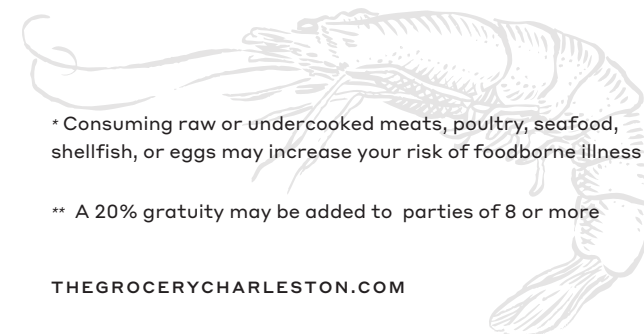 * Consuming raw or undercooked meats, poultry, seafood,
shellfish, or eggs may increase your risk of foodborne illness
** A 20% gratuity may be added to parties of 8 or more
THEGROCERYCHARLESTON.COM